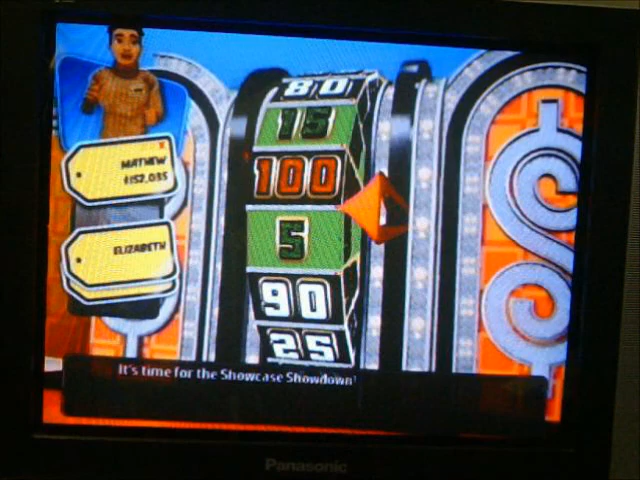 80
15
100
5
90
25
MATHEW
$152,035
ELIZABETH
It's time for the Showcase Showdown!
Panasonic